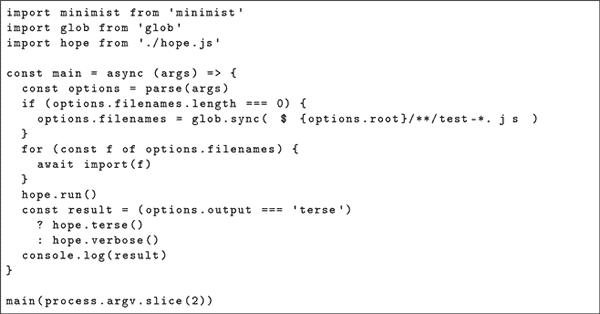 import minimist from 'minimist'
import glob from 'glob'
import hope from './hope.js'

const main = async (args) => {
  const options = parse(args)
  if (options.filenames.length === 0) {
    options.filenames = glob.sync( $ {options.root}/**/test-*. j s )
  }
  for (const f of options.filenames) {
    await import(f)
  }
  hope.run()
  const result = (options.output === 'terse')
    ? hope.terse()
    : hope.verbose()
  console.log(result)
}

main(process.argv.slice(2))